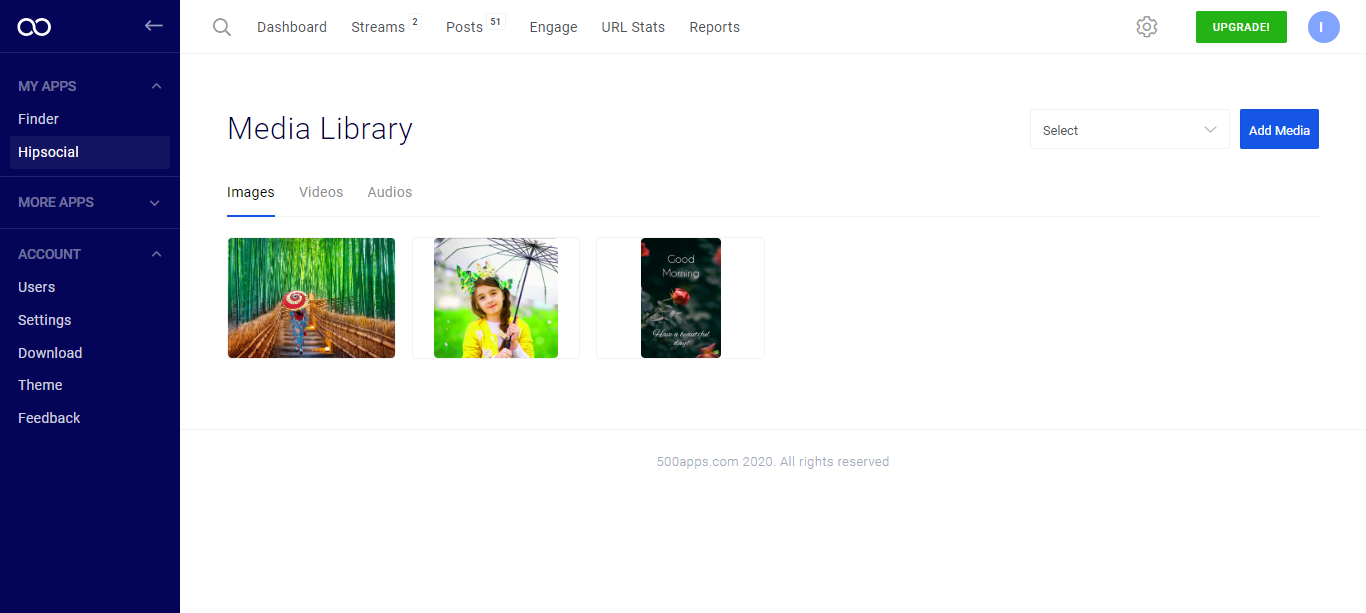 Dashboard Streams 2 Posts 51 Engage URL Stats Reports UPGRADE! I
MY APPS
Finder
Hipsocial
MORE APPS
ACCOUNT
Users
Settings
Download
Theme
Feedback
Media Library
Select
Add Media
Images Videos Audios
Good
Morning
Have a beautiful
day!
500apps.com 2020. All rights reserved